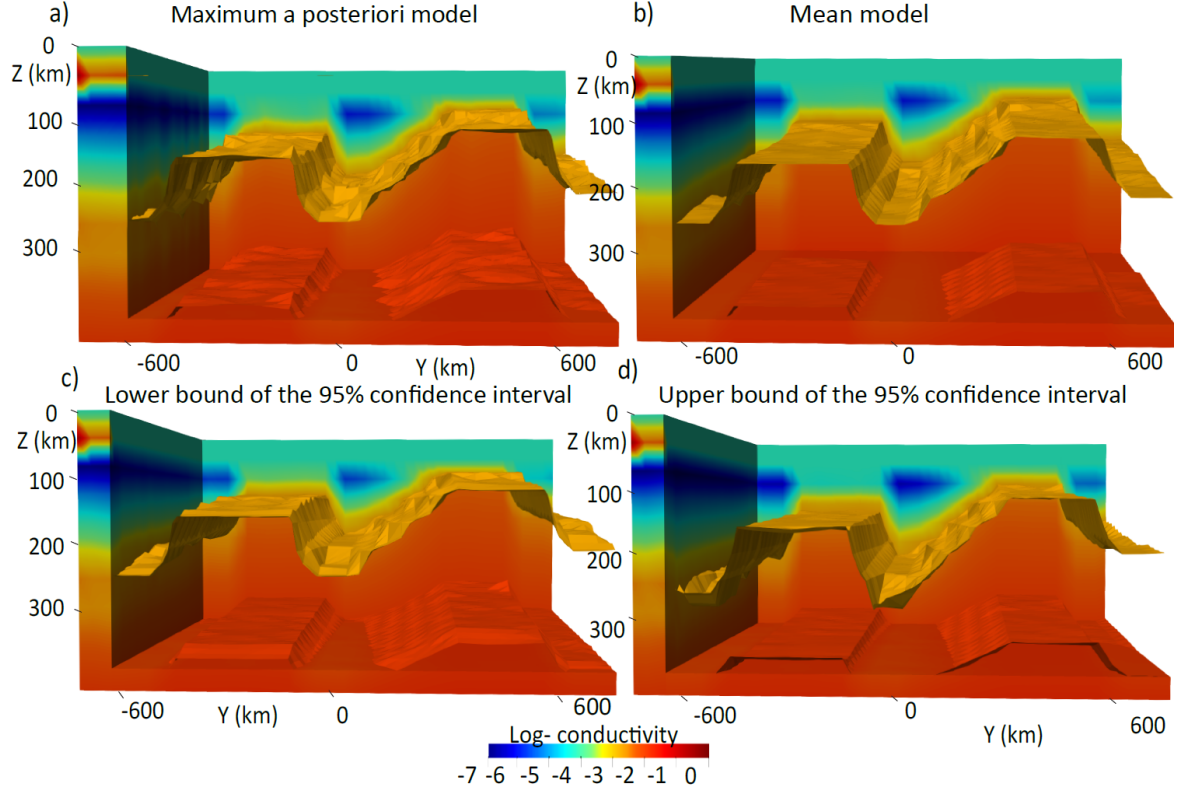 a) Maximum a posteriori model
0
Z (km)
100
200
300
-600 0 600
Y (km)
b) Mean model
0
Z (km)
100
200
300
-600 0 600
c) Lower bound of the 95% confidence interval
0
Z (km)
100
200
300
-600 0 600
Y (km)
d) Upper bound of the 95% confidence interval
0
Z (km)
100
200
300
-600 0 600
Y (km)
Log- conductivity
-7 -6 -5 -4 -3 -2 -1 0